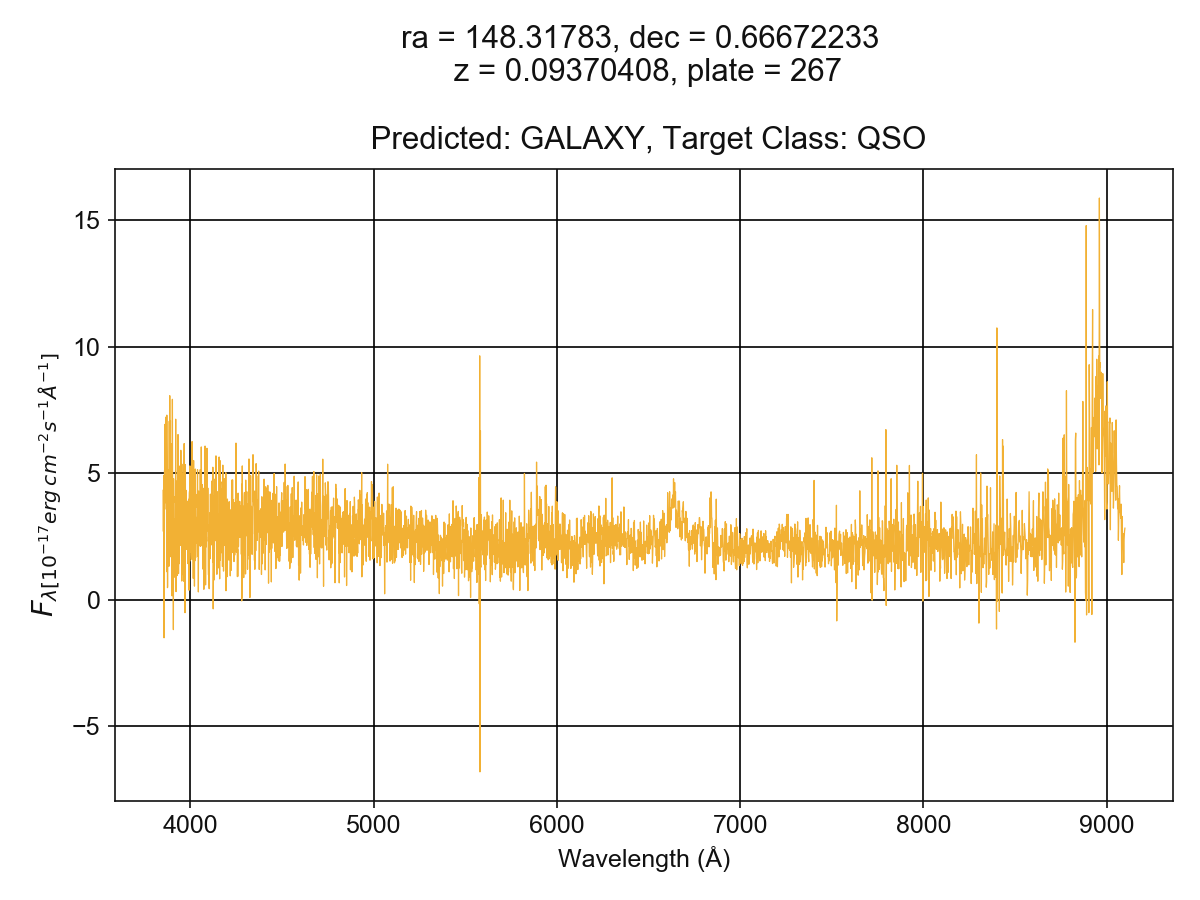 ra = 148.31783, dec = 0.66672233
z = 0.09370408, plate = 267
Predicted: GALAXY, Target Class: QSO
15
10
5
0
−5
4000 5000 6000 7000 8000 9000
Wavelength (Å)
Fλ[10⁻¹⁷erg cm⁻²s⁻¹Å⁻¹]